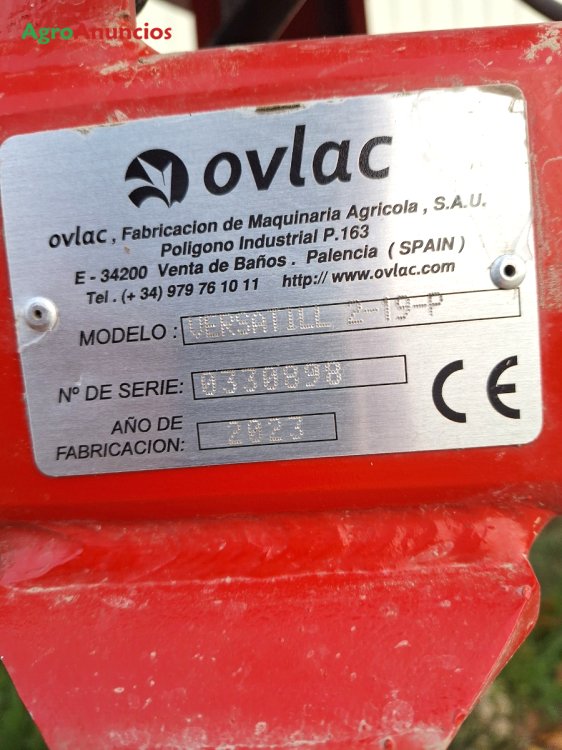 AgroAnuncios
ovlac
ovlac, Fabricacion de Maquinaria Agricola, S.A.U.
Poligono Industrial P.163
E - 34200 Venta de Baños. Palencia (SPAIN)
Tel. (+ 34) 979 76 10 11 http://www.ovlac.com
MODELO: VERSATILL 2-19-P
Nº DE SERIE: 0330898
AÑO DE
FABRICACION: 2023
CE